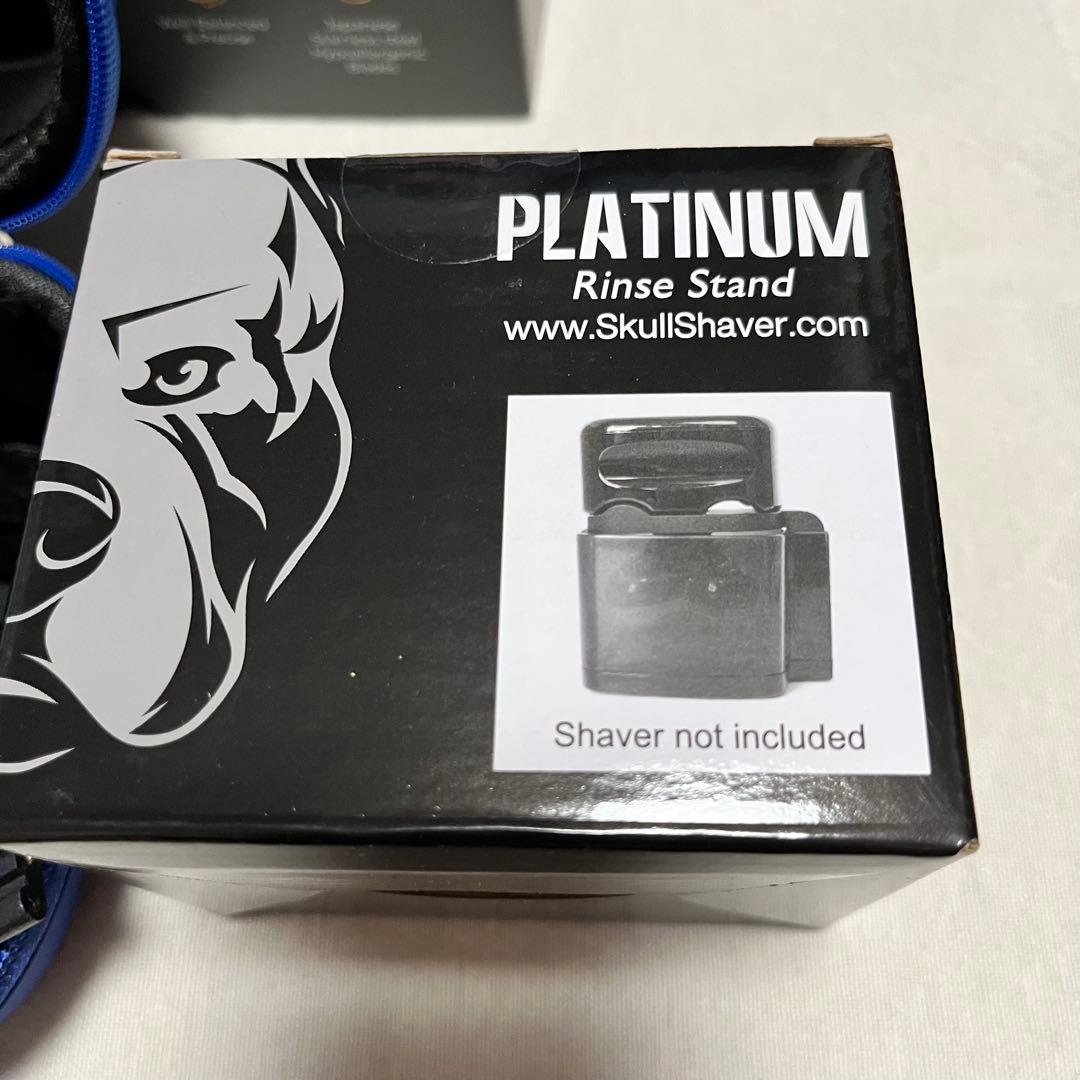 PLATINUM
Rinse Stand
www.SkullShaver.com
Shaver not included